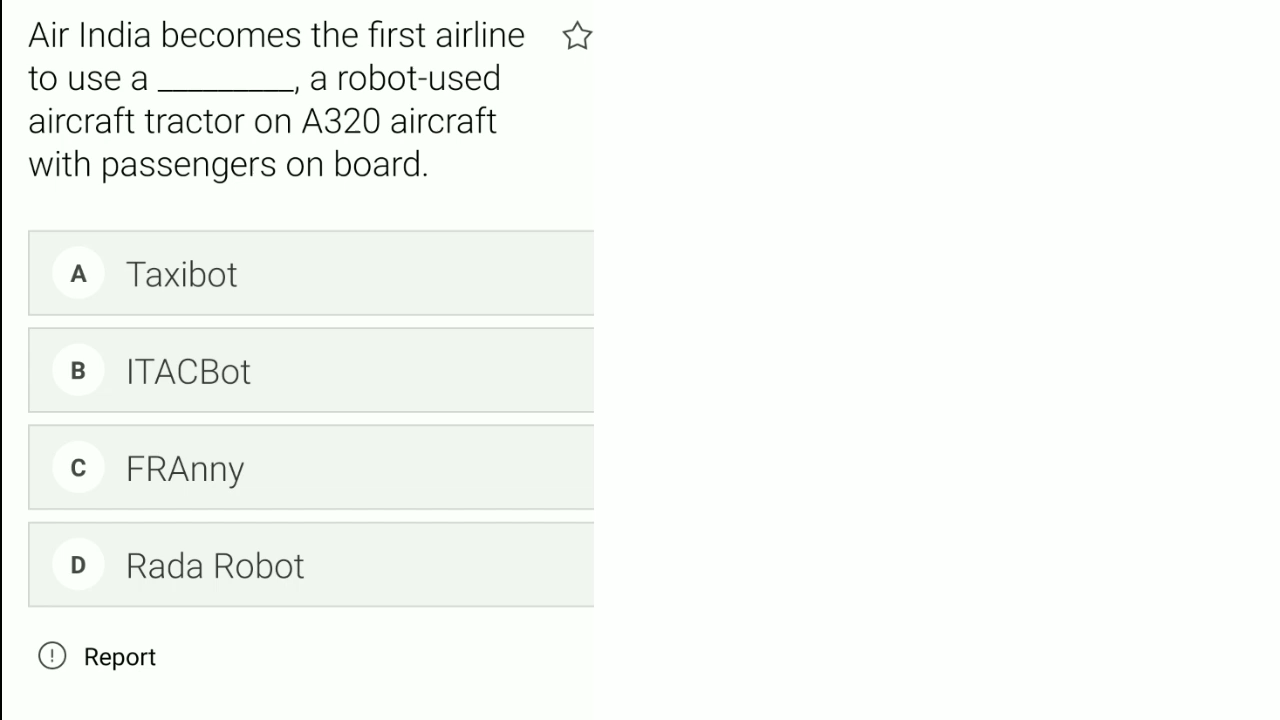 Air India becomes the first airline
to use a _________, a robot-used
aircraft tractor on A320 aircraft
with passengers on board.
A Taxibot
B ITACBot
C FRAnny
D Rada Robot
! Report